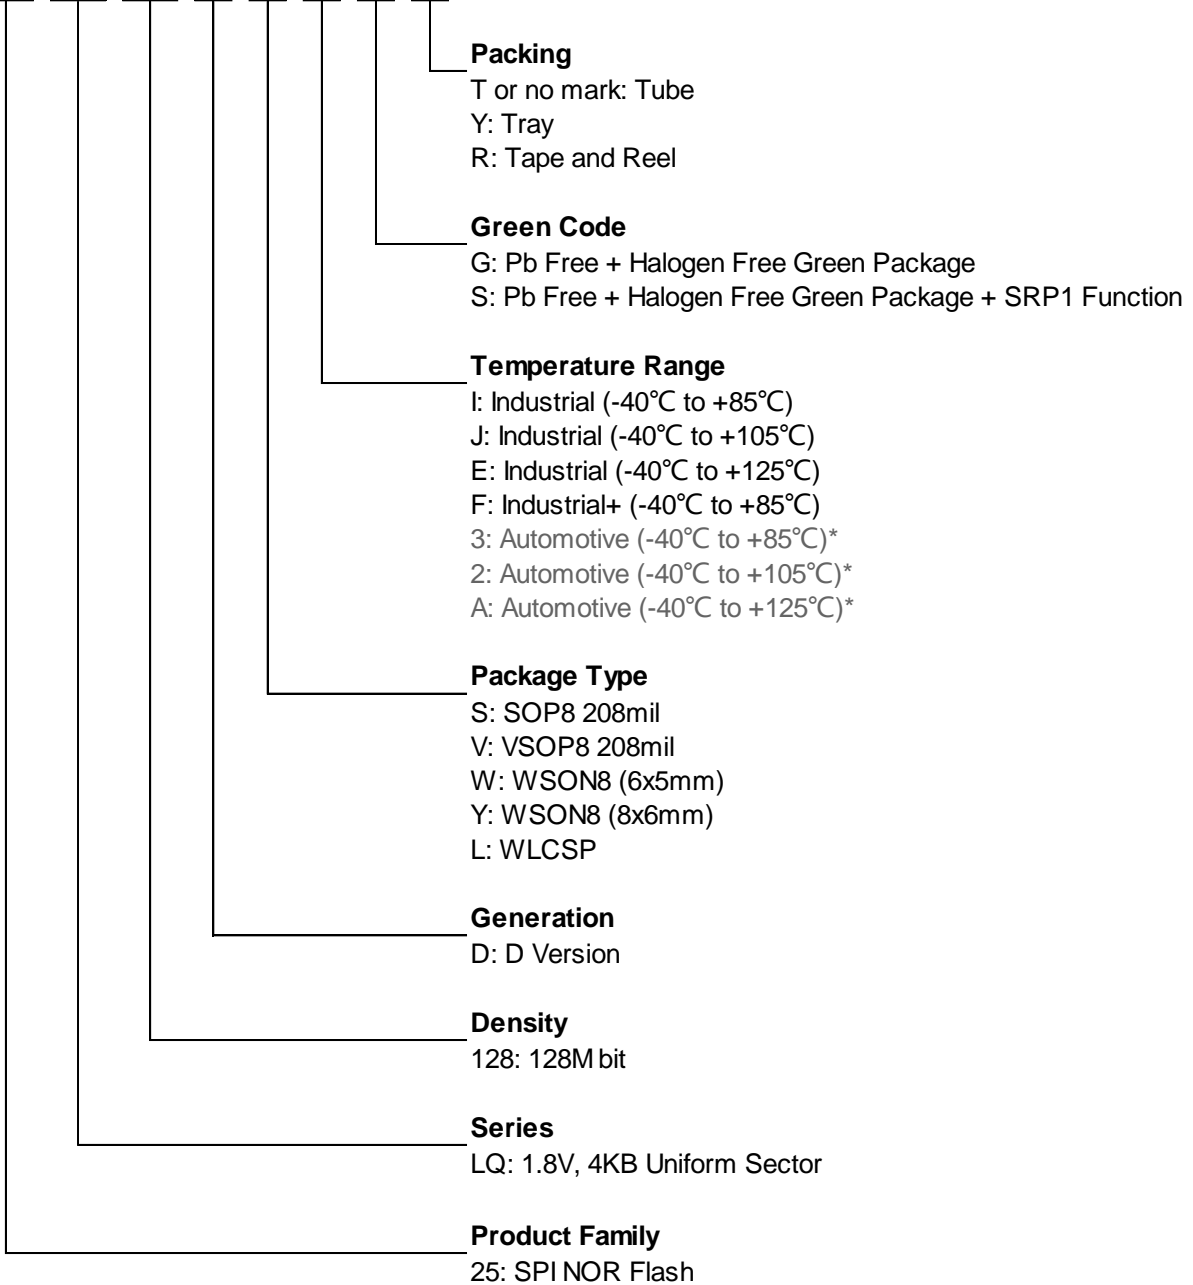 Packing
T or no mark: Tube
Y: Tray
R: Tape and Reel
Green Code
G: Pb Free + Halogen Free Green Package
S: Pb Free + Halogen Free Green Package + SRP1 Function
Temperature Range
I: Industrial (-40℃ to +85℃)
J: Industrial (-40℃ to +105℃)
E: Industrial (-40℃ to +125℃)
F: Industrial+ (-40℃ to +85℃)
3: Automotive (-40℃ to +85℃)*
2: Automotive (-40℃ to +105℃)*
A: Automotive (-40℃ to +125℃)*
Package Type
S: SOP8 208mil
V: VSOP8 208mil
W: WSON8 (6x5mm)
Y: WSON8 (8x6mm)
L: WLCSP
Generation
D: D Version
Density
128: 128M bit
Series
LQ: 1.8V, 4KB Uniform Sector
Product Family
25: SPI NOR Flash